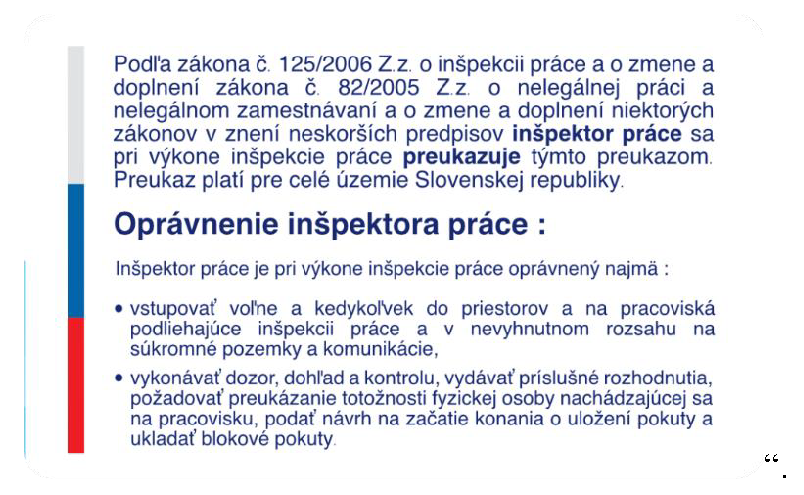 Podľa zákona č. 125/2006 Z.z. o inšpekcii práce a o zmene a
doplnení zákona č. 82/2005 Z.z. o nelegálnej práci a
nelegálnom zamestnávaní a o zmene a doplnení niektorých
zákonov v znení neskorších predpisov inšpektor práce sa
pri výkone inšpekcie práce preukazuje týmto preukazom.
Preukaz platí pre celé územie Slovenskej republiky.
Oprávnenie inšpektora práce :
Inšpektor práce je pri výkone inšpekcie práce oprávnený najmä :
• vstupovať voľne a kedykoľvek do priestorov a na pracoviská
podliehajúce inšpekcii práce a v nevyhnutnom rozsahu na
súkromné pozemky a komunikácie,
• vykonávať dozor, dohľad a kontrolu, vydávať príslušné rozhodnutia,
požadovať preukázanie totožnosti fyzickej osoby nachádzajúcej sa
na pracovisku, podať návrh na začatie konania o uložení pokuty a
ukladať blokové pokuty.
“.